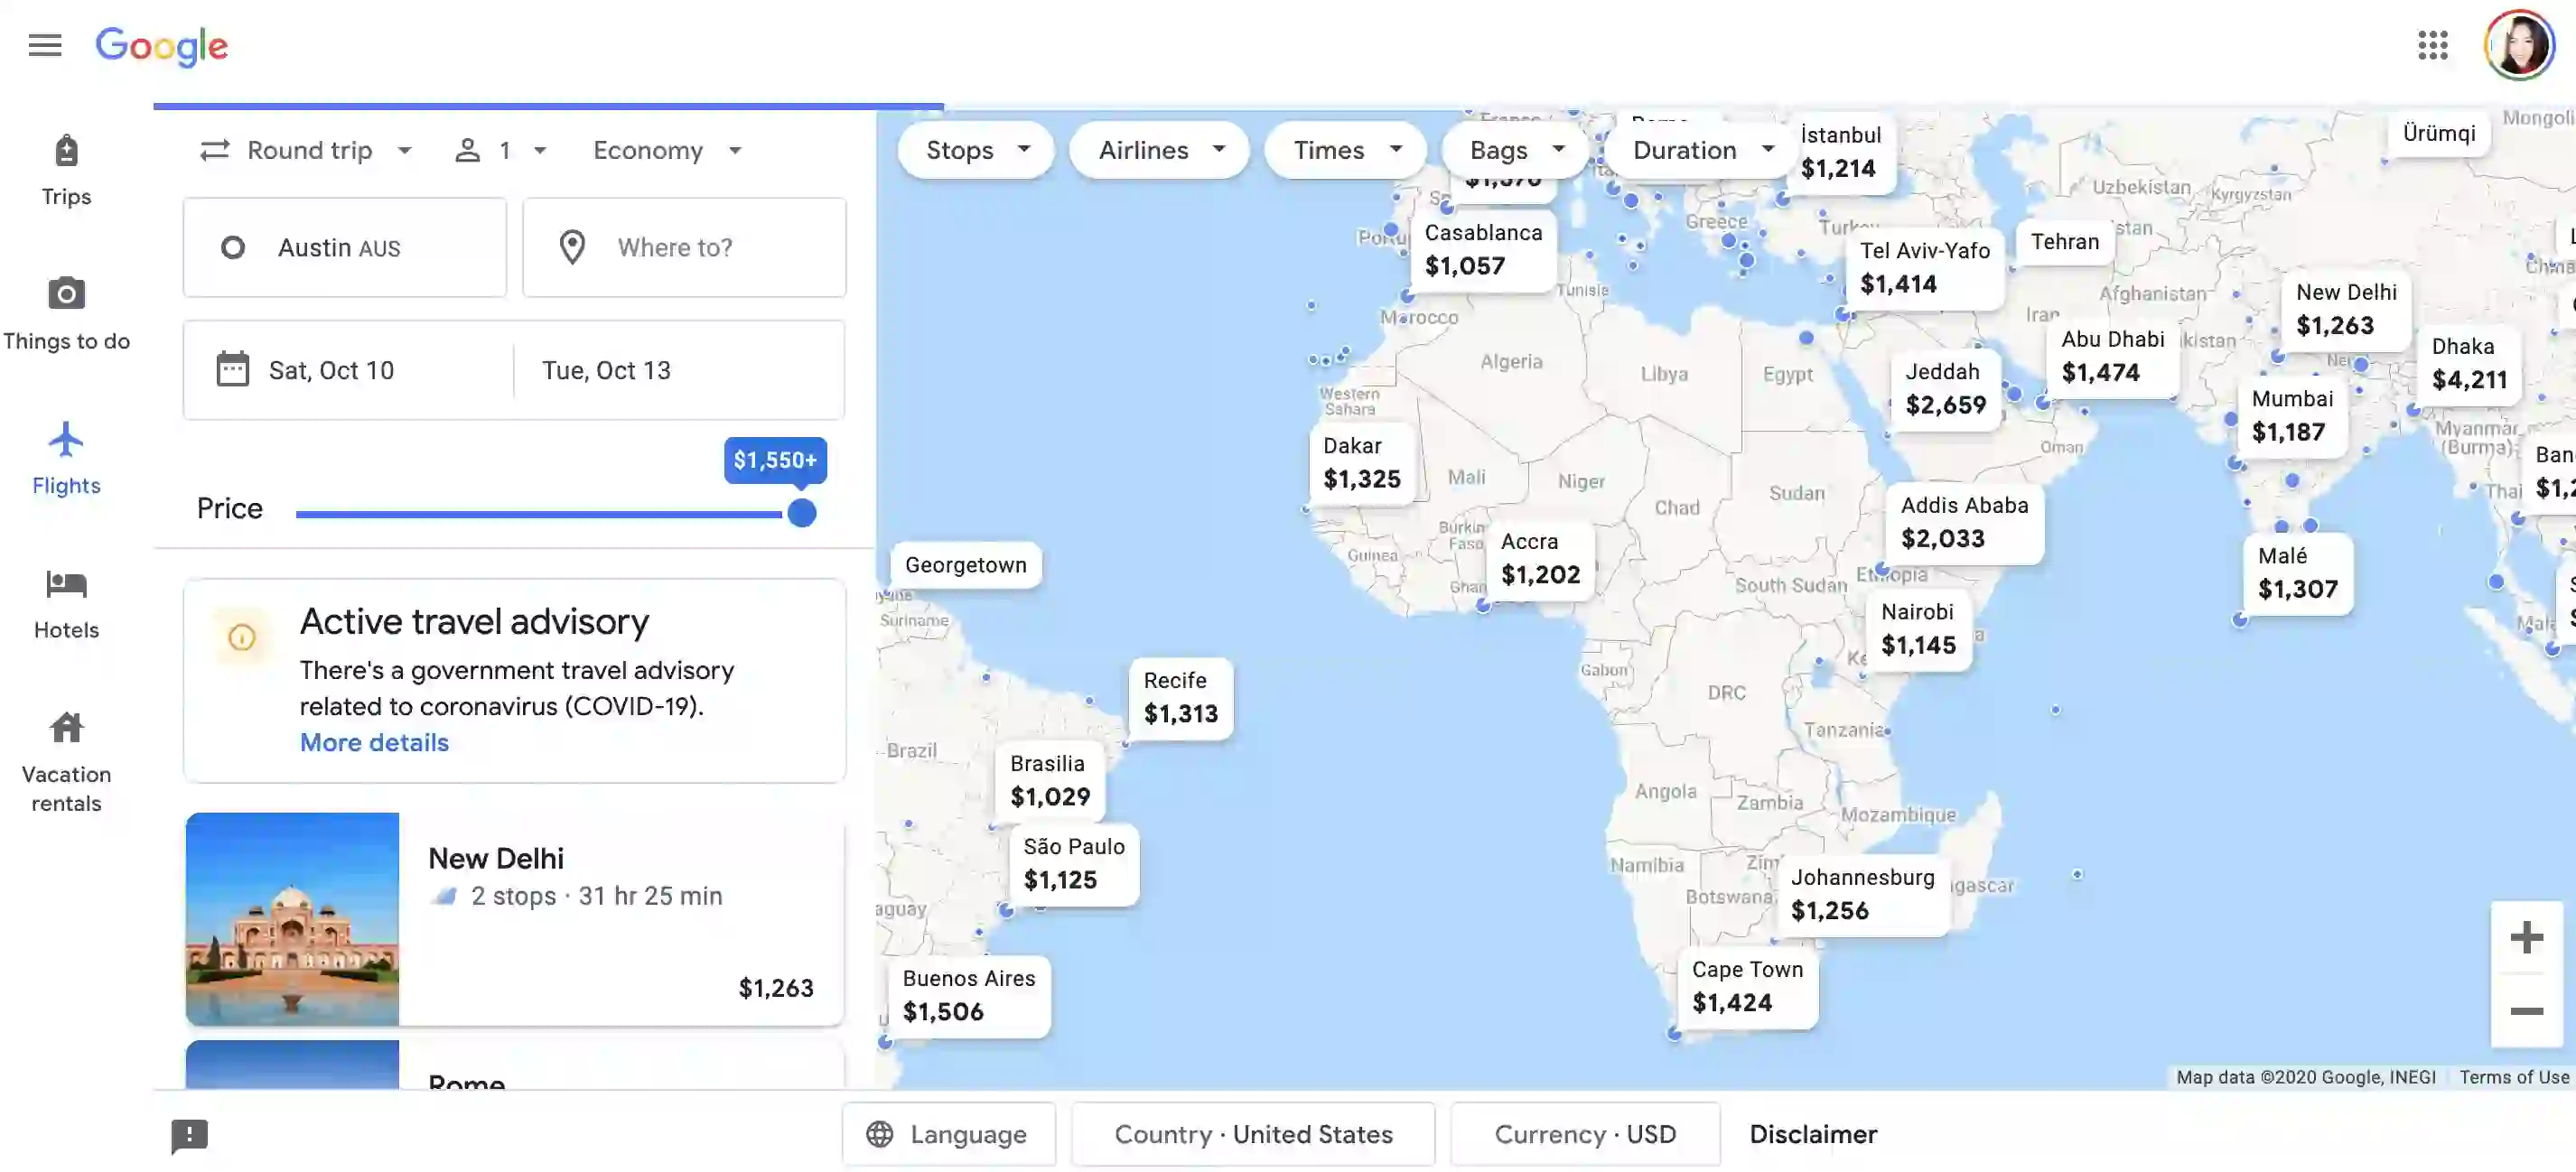 Google
Trips
Things to do
Flights
Hotels
Vacation
rentals
Round trip
1
Economy
Austin AUS
Where to?
Sat, Oct 10
Tue, Oct 13
$1,550+
Price
Active travel advisory
There's a government travel advisory
related to coronavirus (COVID-19).
More details
New Delhi
2 stops · 31 hr 25 min
$1,263
Rome
Stops
Airlines
Times
Bags
Duration
İstanbul
$1,214
Ürümqi
Uzbekistan
Kyrgyzstan
Greece
Casablanca
$1,057
Tel Aviv-Yafo
$1,414
Tehran
Tunisia
Morocco
Afghanistan
Iran
New Delhi
$1,263
Abu Dhabi
$1,474
Dhaka
$4,211
Algeria
Libya
Egypt
Jeddah
$2,659
Western
Sahara
Mumbai
$1,187
Myanmar
(Burma)
Oman
Dakar
$1,325
Mali
Niger
Chad
Sudan
Addis Ababa
$2,033
Guinea
Accra
$1,202
Georgetown
Suriname
South Sudan
Ethiopia
Malé
$1,307
Nairobi
$1,145
Gabon
DRC
Tanzania
Recife
$1,313
Brazil
Brasilia
$1,029
Angola
Zambia
Mozambique
São Paulo
$1,125
Namibia
Botswana
Johannesburg
$1,256
Cape Town
$1,424
Buenos Aires
$1,506
Map data ©2020 Google, INEGI
Terms of Use
Language
Country · United States
Currency · USD
Disclaimer